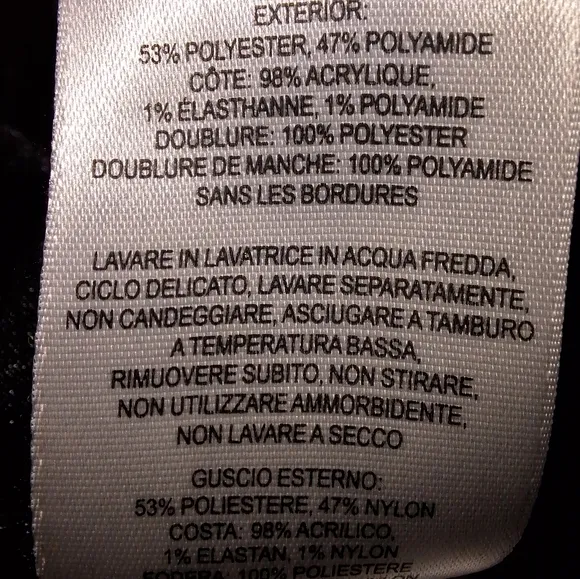 EXTERIOR:
53% POLYESTER, 47% POLYAMIDE
CÔTE: 98% ACRYLIQUE,
1% ÉLASTHANNE, 1% POLYAMIDE
DOUBLURE: 100% POLYESTER
DOUBLURE DE MANCHE: 100% POLYAMIDE
SANS LES BORDURES
LAVARE IN LAVATRICE IN ACQUA FREDDA,
CICLO DELICATO, LAVARE SEPARATAMENTE,
NON CANDEGGIARE, ASCIUGARE A TAMBURO
A TEMPERATURA BASSA,
RIMUOVERE SUBITO, NON STIRARE,
NON UTILIZZARE AMMORBIDENTE,
NON LAVARE A SECCO
GUSCIO ESTERNO:
53% POLIESTERE, 47% NYLON
COSTA: 98% ACRILICO,
1% ELASTAN, 1% NYLON
FODERA: 100% POLIESTERE